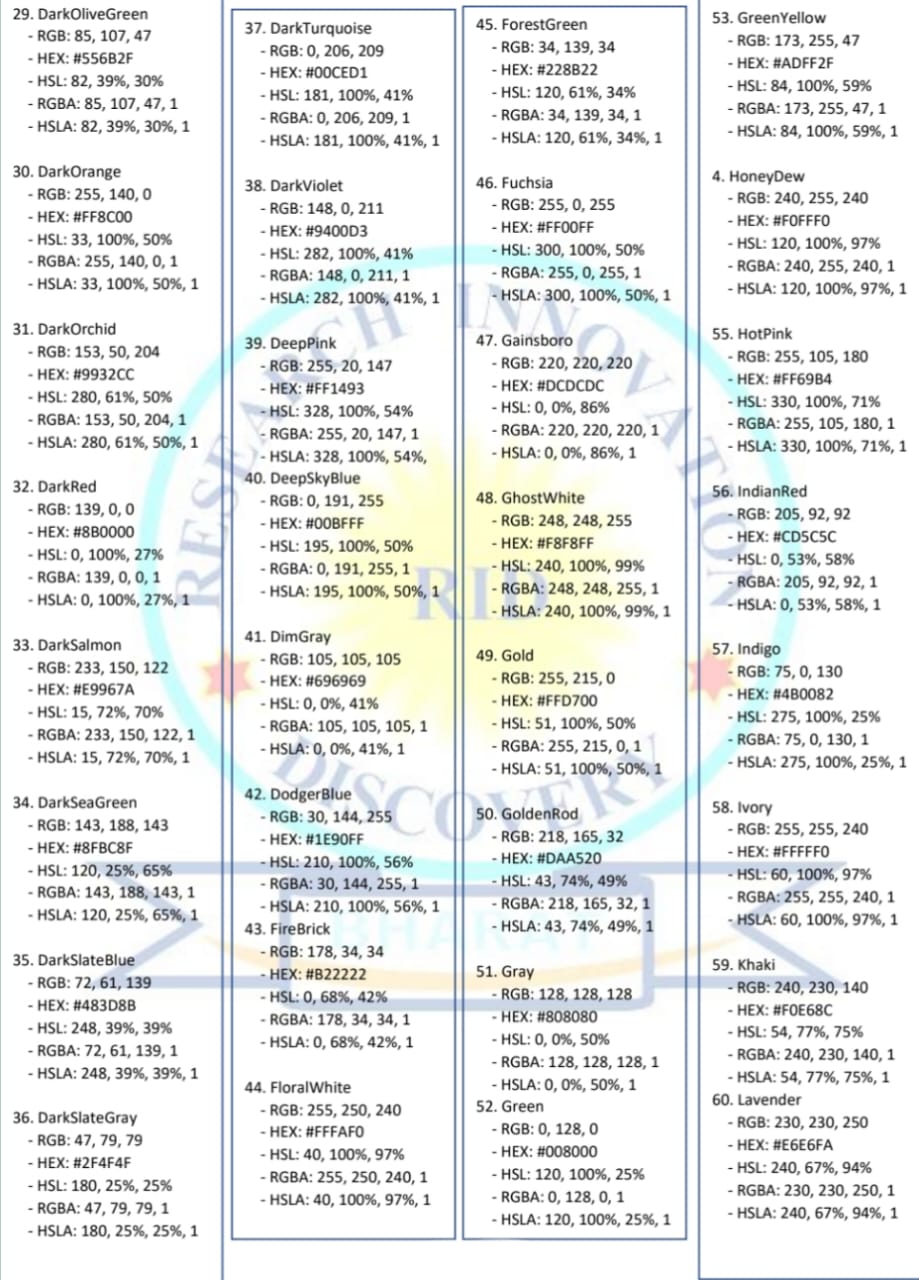 29. DarkOliveGreen
- RGB: 85, 107, 47
- HEX: #556B2F
- HSL: 82, 39%, 30%
- RGBA: 85, 107, 47, 1
- HSLA: 82, 39%, 30%, 1
30. DarkOrange
- RGB: 255, 140, 0
- HEX: #FF8C00
- HSL: 33, 100%, 50%
- RGBA: 255, 140, 0, 1
- HSLA: 33, 100%, 50%, 1
31. DarkOrchid
- RGB: 153, 50, 204
- HEX: #9932CC
- HSL: 280, 61%, 50%
- RGBA: 153, 50, 204, 1
- HSLA: 280, 61%, 50%, 1
32. DarkRed
- RGB: 139, 0, 0
- HEX: #8B0000
- HSL: 0, 100%, 27%
- RGBA: 139, 0, 0, 1
- HSLA: 0, 100%, 27%, 1
33. DarkSalmon
- RGB: 233, 150, 122
- HEX: #E9967A
- HSL: 15, 72%, 70%
- RGBA: 233, 150, 122, 1
- HSLA: 15, 72%, 70%, 1
34. DarkSeaGreen
- RGB: 143, 188, 143
- HEX: #8FBC8F
- HSL: 120, 25%, 65%
- RGBA: 143, 188, 143, 1
- HSLA: 120, 25%, 65%, 1
35. DarkSlateBlue
- RGB: 72, 61, 139
- HEX: #483D8B
- HSL: 248, 39%, 39%
- RGBA: 72, 61, 139, 1
- HSLA: 248, 39%, 39%, 1
36. DarkSlateGray
- RGB: 47, 79, 79
- HEX: #2F4F4F
- HSL: 180, 25%, 25%
- RGBA: 47, 79, 79, 1
- HSLA: 180, 25%, 25%, 1
37. DarkTurquoise
- RGB: 0, 206, 209
- HEX: #00CED1
- HSL: 181, 100%, 41%
- RGBA: 0, 206, 209, 1
- HSLA: 181, 100%, 41%, 1
38. DarkViolet
- RGB: 148, 0, 211
- HEX: #9400D3
- HSL: 282, 100%, 41%
- RGBA: 148, 0, 211, 1
- HSLA: 282, 100%, 41%, 1
39. DeepPink
- RGB: 255, 20, 147
- HEX: #FF1493
- HSL: 328, 100%, 54%
- RGBA: 255, 20, 147, 1
- HSLA: 328, 100%, 54%,
40. DeepSkyBlue
- RGB: 0, 191, 255
- HEX: #00BFFF
- HSL: 195, 100%, 50%
- RGBA: 0, 191, 255, 1
- HSLA: 195, 100%, 50%, 1
41. DimGray
- RGB: 105, 105, 105
- HEX: #696969
- HSL: 0, 0%, 41%
- RGBA: 105, 105, 105, 1
- HSLA: 0, 0%, 41%, 1
42. DodgerBlue
- RGB: 30, 144, 255
- HEX: #1E90FF
- HSL: 210, 100%, 56%
- RGBA: 30, 144, 255, 1
- HSLA: 210, 100%, 56%, 1
43. FireBrick
- RGB: 178, 34, 34
- HEX: #B22222
- HSL: 0, 68%, 42%
- RGBA: 178, 34, 34, 1
- HSLA: 0, 68%, 42%, 1
44. FloralWhite
- RGB: 255, 250, 240
- HEX: #FFFAF0
- HSL: 40, 100%, 97%
- RGBA: 255, 250, 240, 1
- HSLA: 40, 100%, 97%, 1
45. ForestGreen
- RGB: 34, 139, 34
- HEX: #228B22
- HSL: 120, 61%, 34%
- RGBA: 34, 139, 34, 1
- HSLA: 120, 61%, 34%, 1
46. Fuchsia
- RGB: 255, 0, 255
- HEX: #FF00FF
- HSL: 300, 100%, 50%
- RGBA: 255, 0, 255, 1
- HSLA: 300, 100%, 50%, 1
47. Gainsboro
- RGB: 220, 220, 220
- HEX: #DCDCDC
- HSL: 0, 0%, 86%
- RGBA: 220, 220, 220, 1
- HSLA: 0, 0%, 86%, 1
48. GhostWhite
- RGB: 248, 248, 255
- HEX: #F8F8FF
- HSL: 240, 100%, 99%
- RGBA: 248, 248, 255, 1
- HSLA: 240, 100%, 99%, 1
49. Gold
- RGB: 255, 215, 0
- HEX: #FFD700
- HSL: 51, 100%, 50%
- RGBA: 255, 215, 0, 1
- HSLA: 51, 100%, 50%, 1
50. GoldenRod
- RGB: 218, 165, 32
- HEX: #DAA520
- HSL: 43, 74%, 49%
- RGBA: 218, 165, 32, 1
- HSLA: 43, 74%, 49%, 1
51. Gray
- RGB: 128, 128, 128
- HEX: #808080
- HSL: 0, 0%, 50%
- RGBA: 128, 128, 128, 1
- HSLA: 0, 0%, 50%, 1
52. Green
- RGB: 0, 128, 0
- HEX: #008000
- HSL: 120, 100%, 25%
- RGBA: 0, 128, 0, 1
- HSLA: 120, 100%, 25%, 1
53. GreenYellow
- RGB: 173, 255, 47
- HEX: #ADFF2F
- HSL: 84, 100%, 59%
- RGBA: 173, 255, 47, 1
- HSLA: 84, 100%, 59%, 1
4. HoneyDew
- RGB: 240, 255, 240
- HEX: #F0FFF0
- HSL: 120, 100%, 97%
- RGBA: 240, 255, 240, 1
- HSLA: 120, 100%, 97%, 1
55. HotPink
- RGB: 255, 105, 180
- HEX: #FF69B4
- HSL: 330, 100%, 71%
- RGBA: 255, 105, 180, 1
- HSLA: 330, 100%, 71%, 1
56. IndianRed
- RGB: 205, 92, 92
- HEX: #CD5C5C
- HSL: 0, 53%, 58%
- RGBA: 205, 92, 92, 1
- HSLA: 0, 53%, 58%, 1
57. Indigo
- RGB: 75, 0, 130
- HEX: #4B0082
- HSL: 275, 100%, 25%
- RGBA: 75, 0, 130, 1
- HSLA: 275, 100%, 25%, 1
58. Ivory
- RGB: 255, 255, 240
- HEX: #FFFFF0
- HSL: 60, 100%, 97%
- RGBA: 255, 255, 240, 1
- HSLA: 60, 100%, 97%, 1
59. Khaki
- RGB: 240, 230, 140
- HEX: #F0E68C
- HSL: 54, 77%, 75%
- RGBA: 240, 230, 140, 1
- HSLA: 54, 77%, 75%, 1
60. Lavender
- RGB: 230, 230, 250
- HEX: #E6E6FA
- HSL: 240, 67%, 94%
- RGBA: 230, 230, 250, 1
- HSLA: 240, 67%, 94%, 1
RESEARCH INNOVATION
RID
DISCOVERY
BHARAT